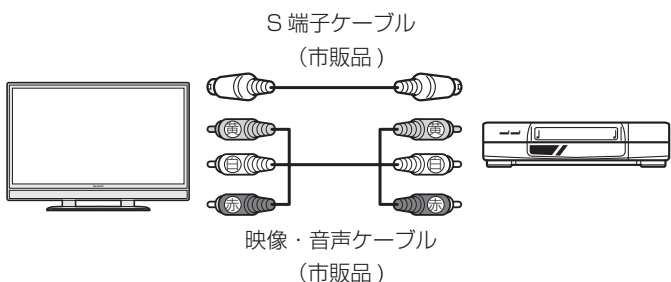 S 端子ケーブル
（市販品 )
黄 黄
白 白
赤 赤
映像・音声ケーブル
（市販品 )